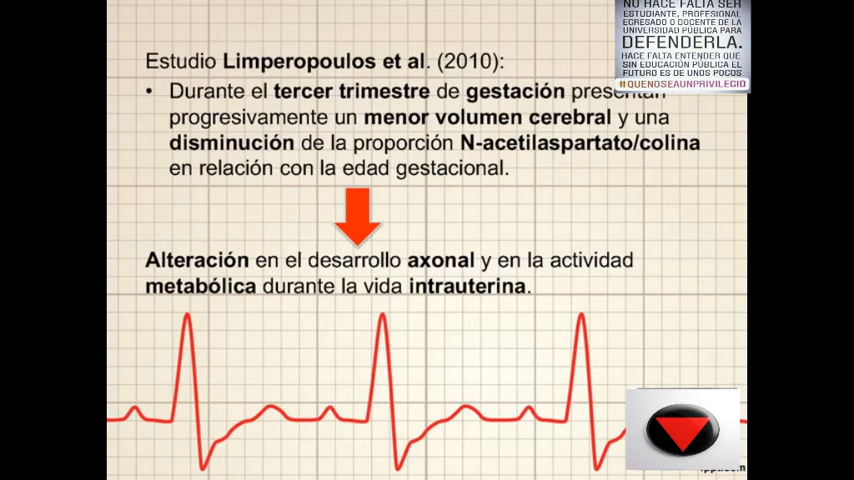 NO HACE FALTA SER
ESTUDIANTE, PROFESIONAL
EGRESADO O DOCENTE DE LA
UNIVERSIDAD PÚBLICA PARA
DEFENDERLA.
HACE FALTA ENTENDER QUE
SIN EDUCACIÓN PÚBLICA EL
FUTURO ES DE UNOS POCOS
#QUENOSEAUNPRIVILEGIO
Estudio Limperopoulos et al. (2010):
• Durante el tercer trimestre de gestación presentan
progresivamente un menor volumen cerebral y una
disminución de la proporción N-acetilaspartato/colina
en relación con la edad gestacional.
Alteración en el desarrollo axonal y en la actividad
metabólica durante la vida intrauterina.